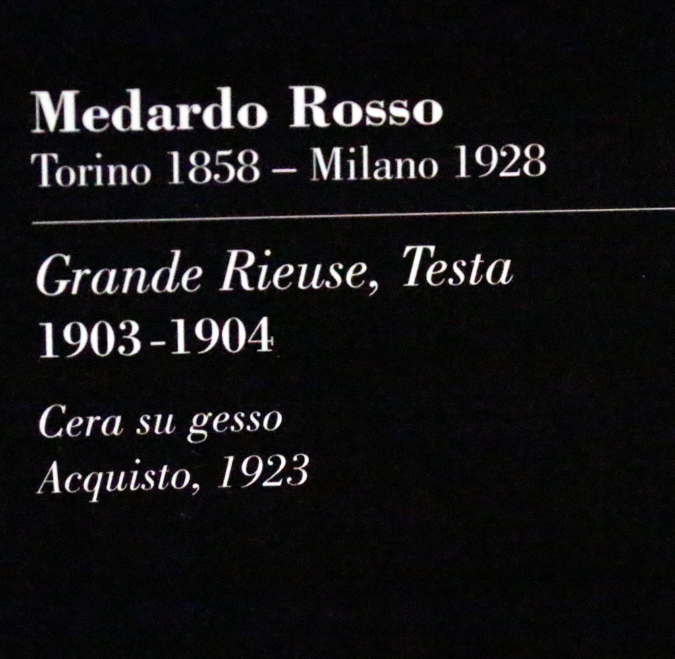 Medardo Rosso
Torino 1858 – Milano 1928
Grande Rieuse, Testa
1903-1904
Cera su gesso
Acquisto, 1923